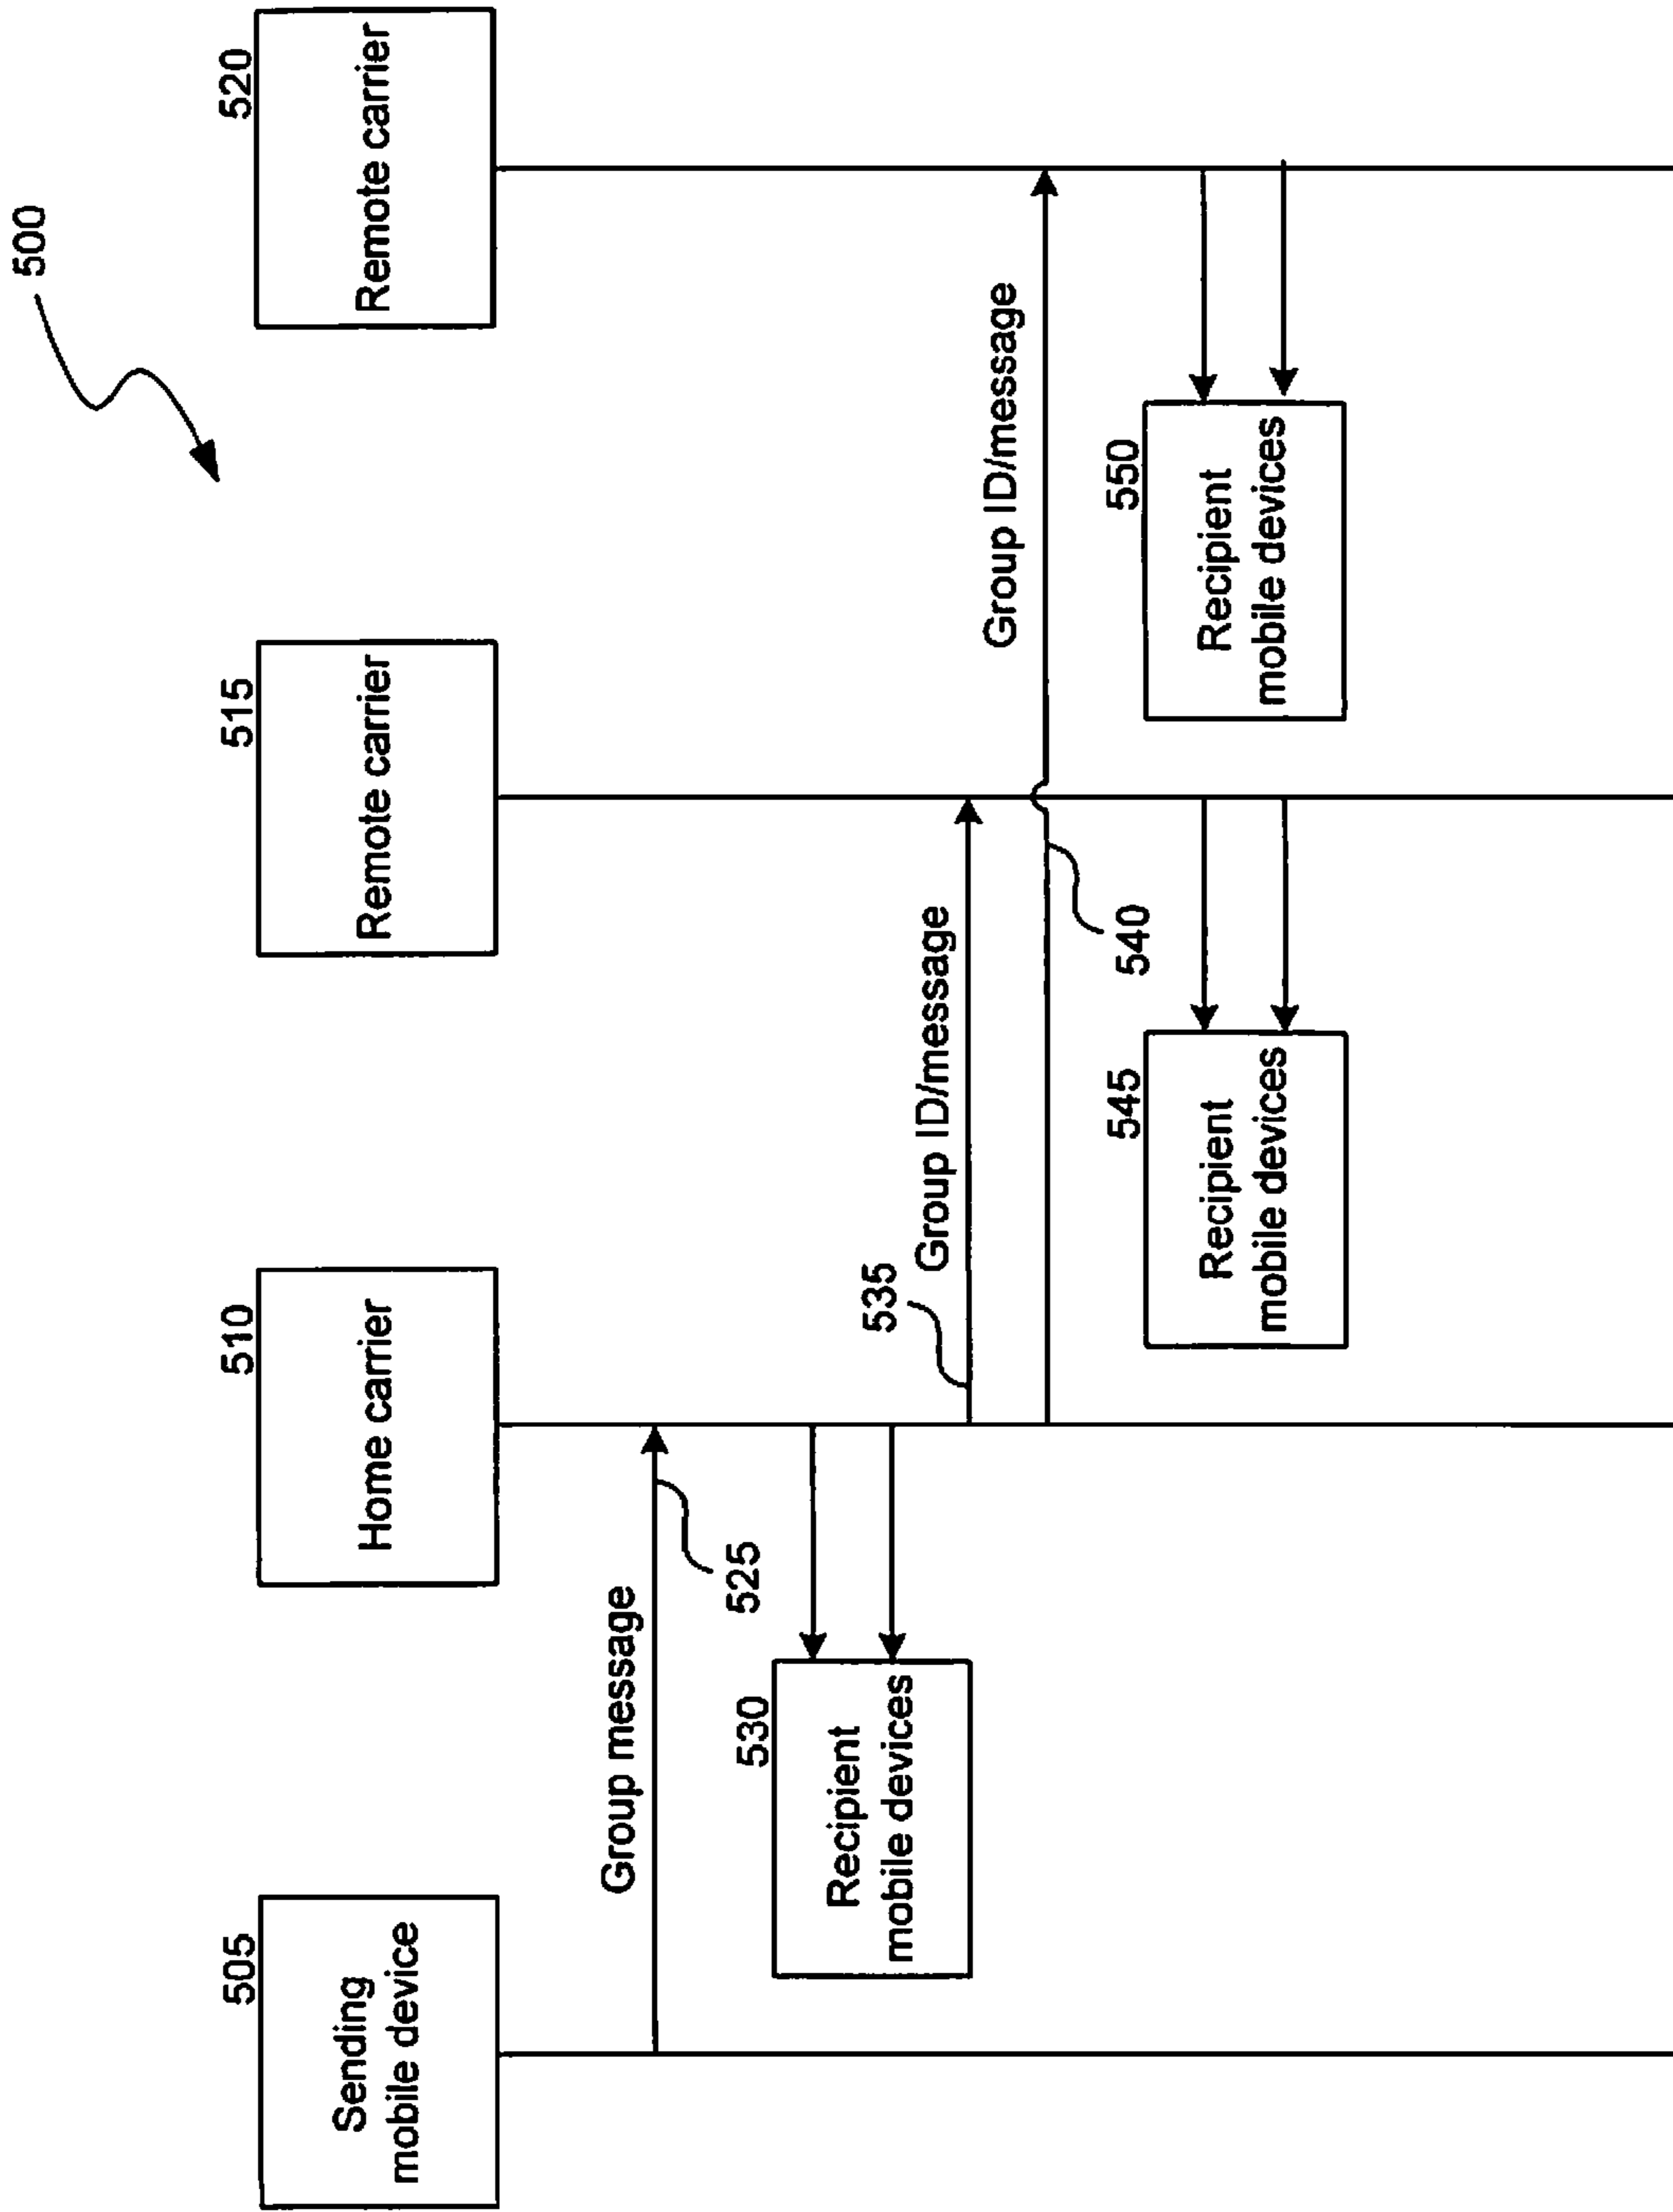 500
505
Sending
mobile device
510
Home carrier
515
Remote carrier
520
Remote carrier
Group message
525
530
Recipient
mobile devices
535
Group ID/message
Group ID/message
540
545
Recipient
mobile devices
550
Recipient
mobile devices